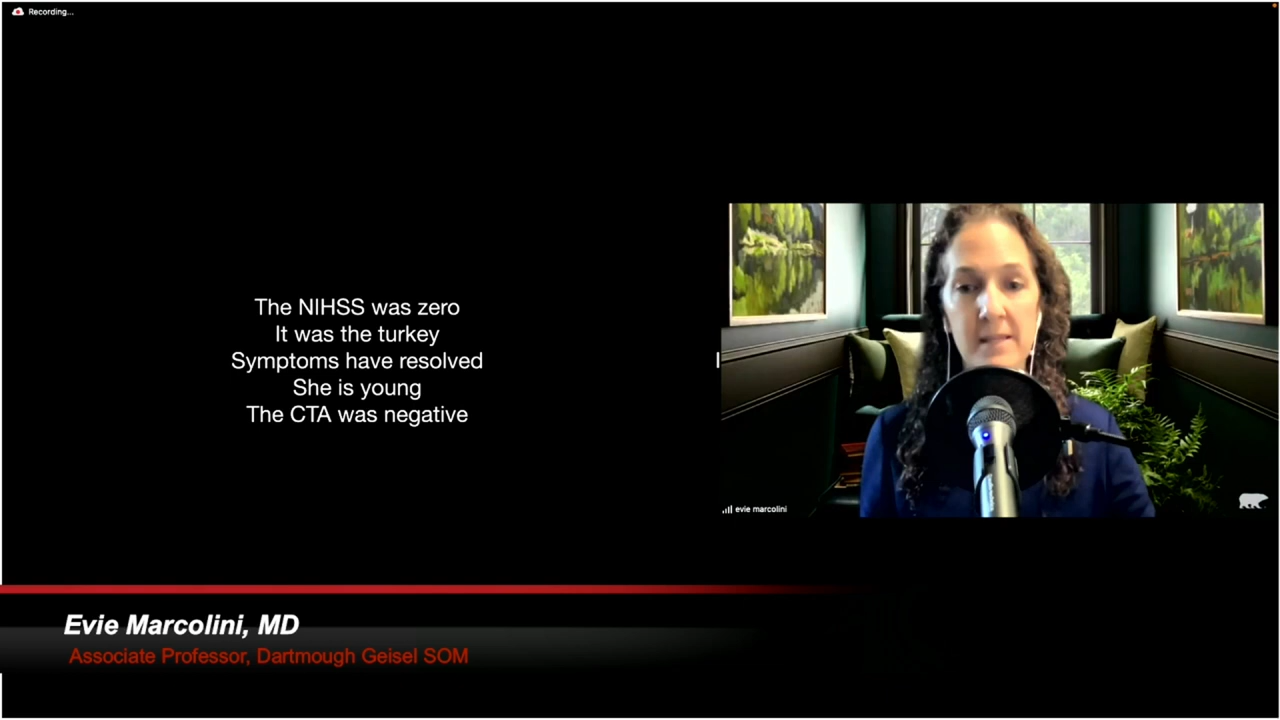 Recording...
The NIHSS was zero
It was the turkey
Symptoms have resolved
She is young
The CTA was negative
evie marcolini
Evie Marcolini, MD
Associate Professor, Dartmough Geisel SOM